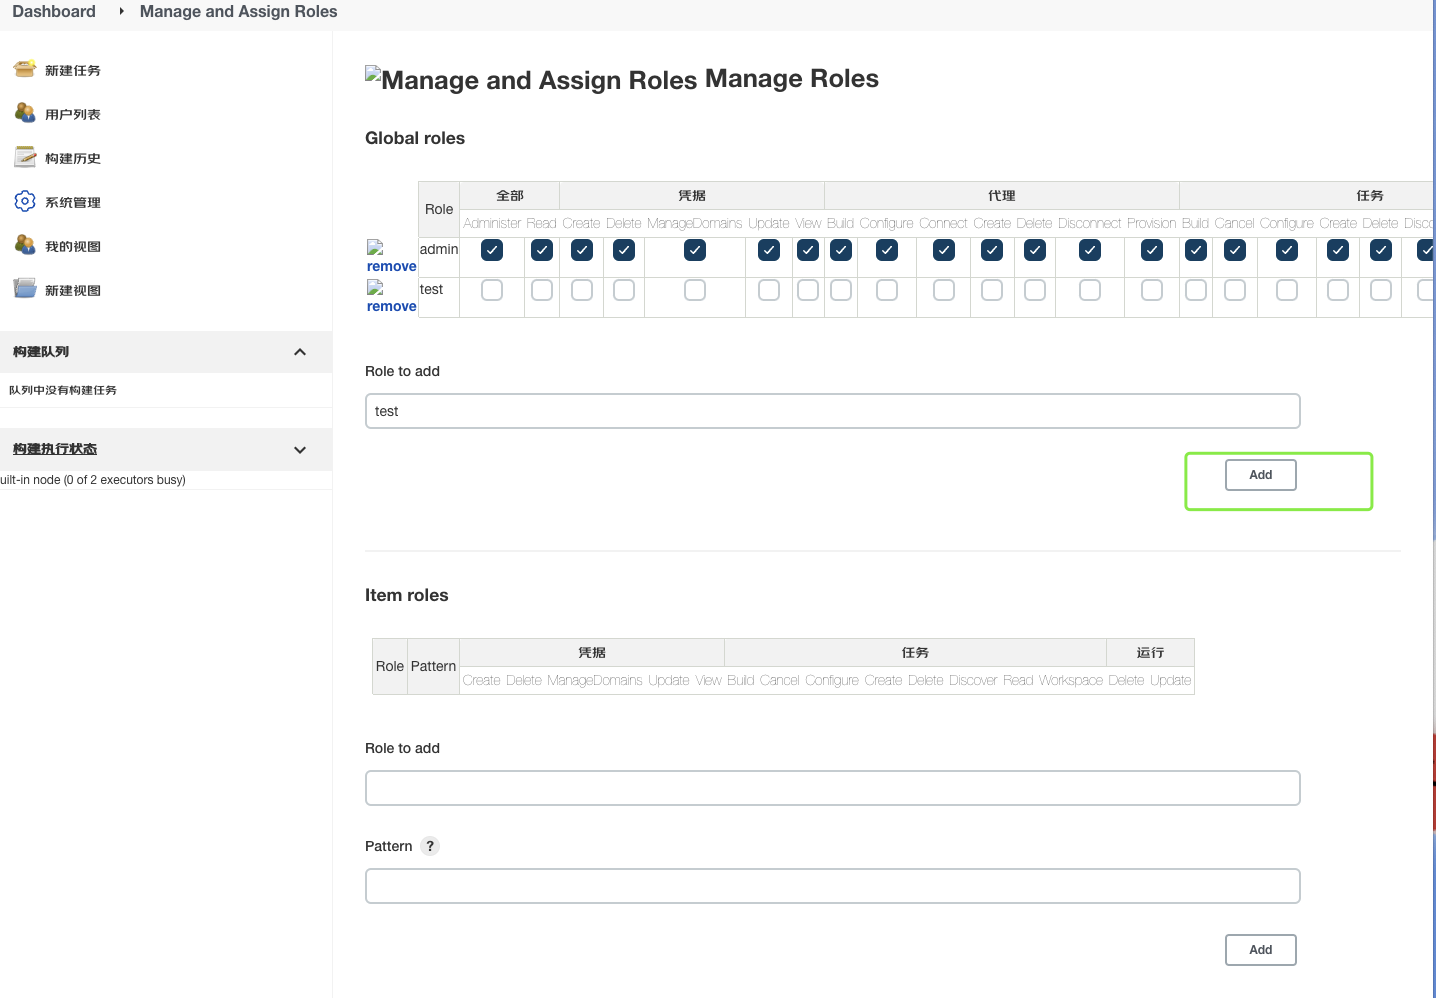 Dashboard Manage and Assign Roles
新建任务
用户列表
构建历史
系统管理
我的视图
新建视图
构建队列
队列中没有构建任务
构建执行状态
uilt-in node (0 of 2 executors busy)
Manage and Assign Roles Manage Roles
Global roles
Role 全部 凭据 代理 任务
Administer Read Create Delete ManageDomains Update View Build Configure Connect Create Delete Disconnect Provision Build Cancel Configure Create Delete Disco
remove admin
remove test
Role to add
test
Add
Item roles
Role Pattern 凭据 任务 运行
Create Delete ManageDomains Update View Build Cancel Configure Create Delete Discover Read Workspace Delete Update
Role to add
Pattern ?
Add